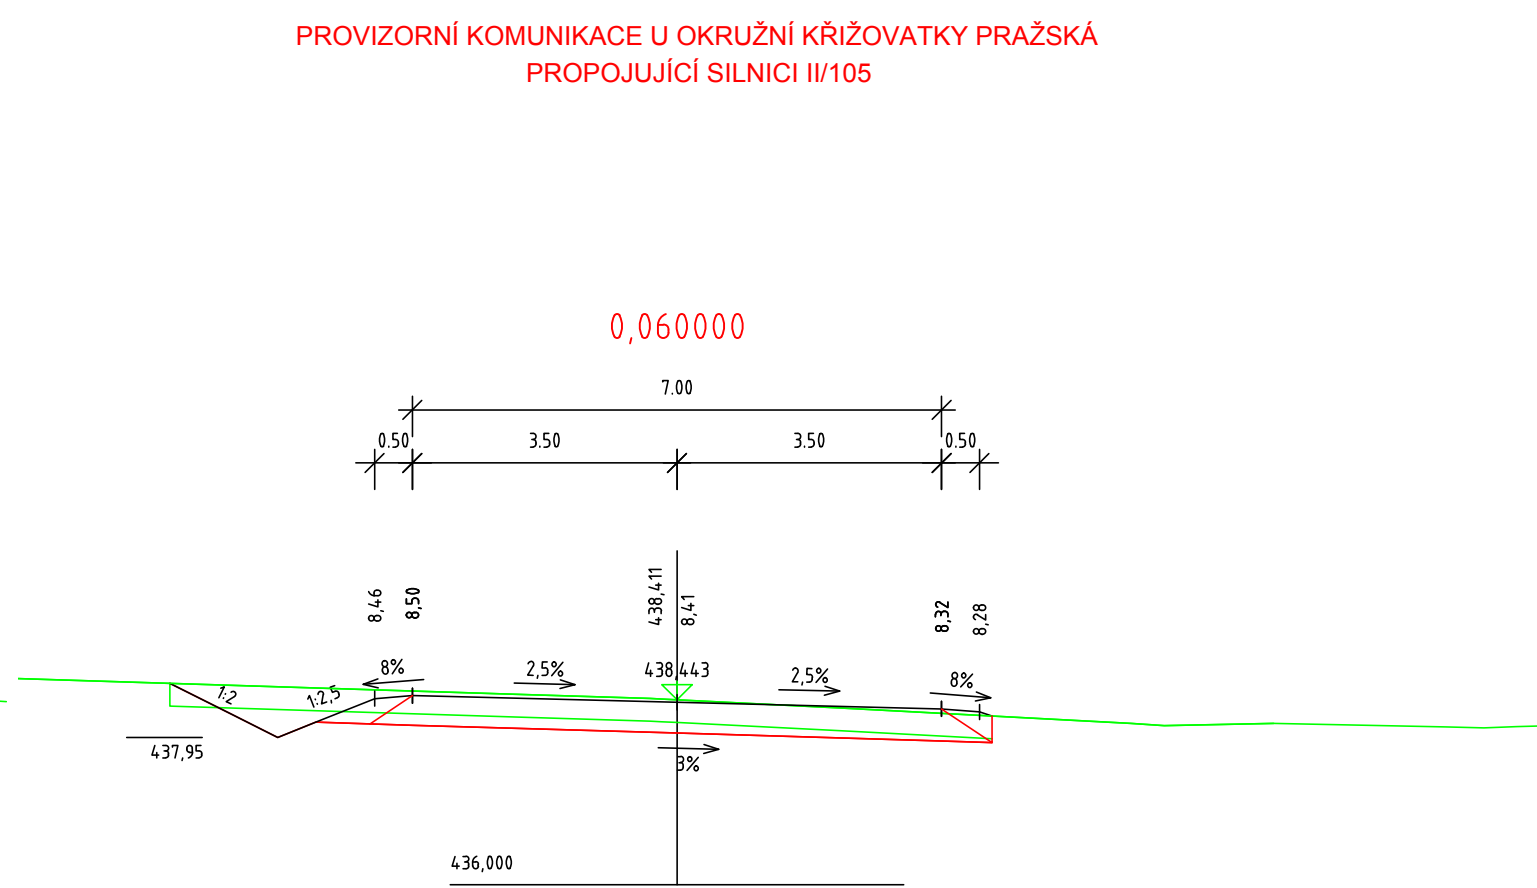 PROVIZORNÍ KOMUNIKACE U OKRUŽNÍ KŘIŽOVATKY PRAŽSKÁ
PROPOJUJÍCÍ SILNICI II/105
0,060000
7.00
0.50 3.50 3.50 0.50
8,46 8,50 438,411 8,41 8,32 8,28
8% 2,5% 438,443 2,5% 8%
1:2 1:2,5
437,95
3%
436,000